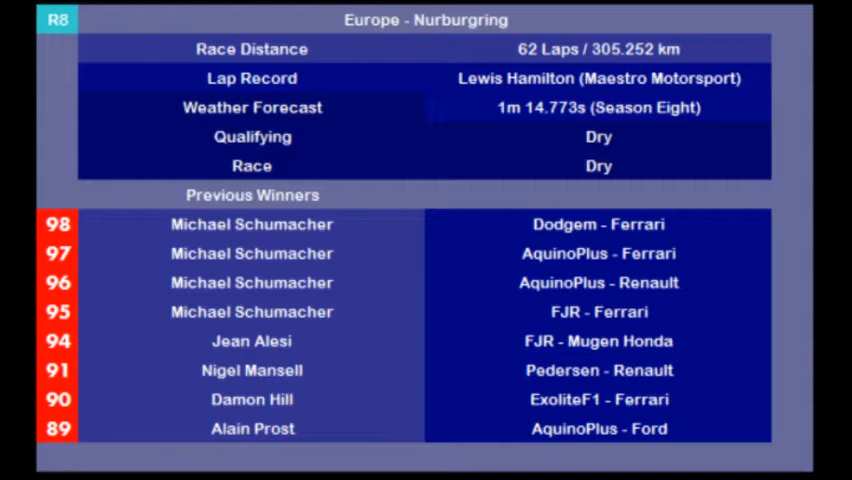 R8 Europe - Nurburgring
Race Distance 62 Laps / 305.252 km
Lap Record Lewis Hamilton (Maestro Motorsport)
Weather Forecast 1m 14.773s (Season Eight)
Qualifying Dry
Race Dry
Previous Winners
98 Michael Schumacher Dodgem - Ferrari
97 Michael Schumacher AquinoPlus - Ferrari
96 Michael Schumacher AquinoPlus - Renault
95 Michael Schumacher FJR - Ferrari
94 Jean Alesi FJR - Mugen Honda
91 Nigel Mansell Pedersen - Renault
90 Damon Hill ExoliteF1 - Ferrari
89 Alain Prost AquinoPlus - Ford